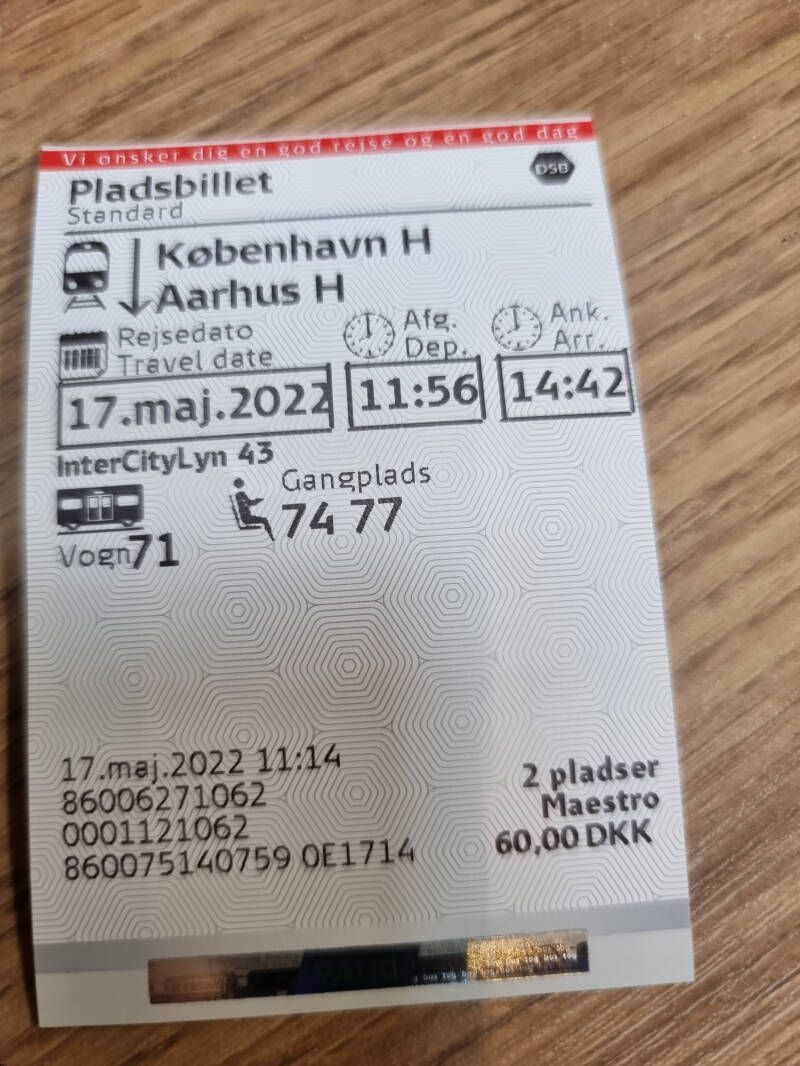 Vi ønsker dig en god rejse og en god dag
DSB
Pladsbillet
Standard
København H
Aarhus H
Rejsedato
Travel date
Afg.
Dep.
Ank.
Arr.
17.maj.2022 11:56 14:42
InterCityLyn 43
Gangplads
Vogn 71 74 77
17.maj.2022 11:14
86006271062
0001121062
860075140759 0E1714
2 pladser
Maestro
60,00 DKK